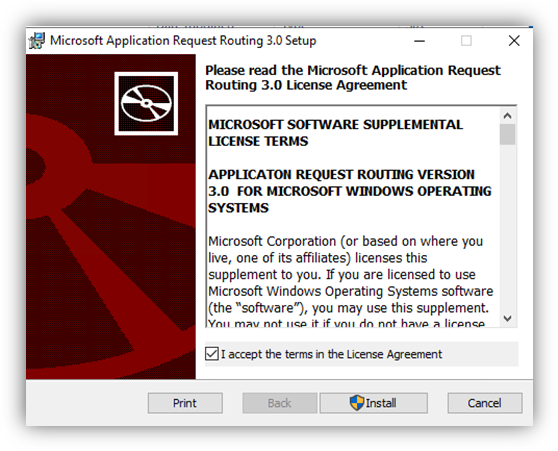 Microsoft Application Request Routing 3.0 Setup
Please read the Microsoft Application Request
Routing 3.0 License Agreement
MICROSOFT SOFTWARE SUPPLEMENTAL
LICENSE TERMS
APPLICATON REQUEST ROUTING VERSION
3.0 FOR MICROSOFT WINDOWS OPERATING
SYSTEMS
Microsoft Corporation (or based on where you
live, one of its affiliates) licenses this
supplement to you. If you are licensed to use
Microsoft Windows Operating Systems software
(the “software”), you may use this supplement.
You may not use it if you do not have a license
I accept the terms in the License Agreement
Print
Back
Install
Cancel